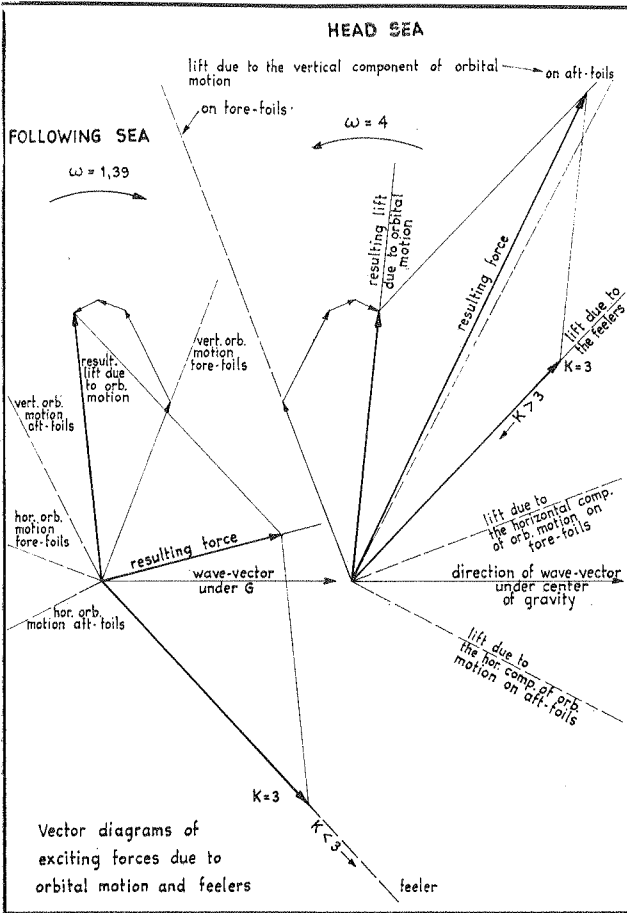 HEAD SEA
lift due to the vertical component of orbital
motion
on aft-foils
on fore-foils
FOLLOWING SEA
ω = 1,39
ω = 4
resulting lift
due to orbital
motion
resulting force
lift due to
the feelers
K=3
K > 3
vert. orb.
motion
fore-foils
result.
lift due
to orb.
motion
vert. orb.
motion
aft-foils
hor. orb.
motion
fore-foils
resulting force
wave-vector
under G
hor. orb.
motion aft-foils
lift due to
the horizontal comp.
of orb. motion on
fore-foils
direction of wave-vector
under center
of gravity
lift due to
the hor. comp. of orb.
motion on
aft-foils
K=3
K < 3
feeler
Vector diagrams of
exciting forces due to
orbital motion and feelers